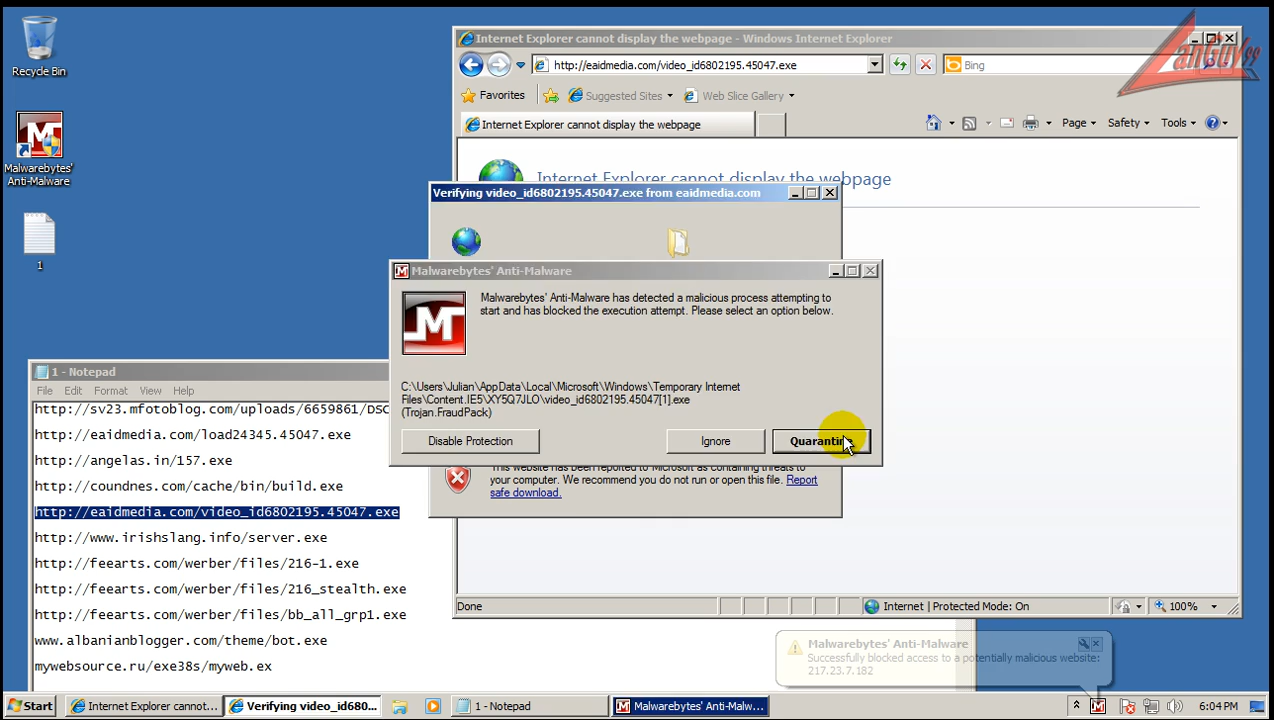 Recycle Bin
Malwarebytes'
Anti-Malware
1
Internet Explorer cannot display the webpage - Windows Internet Explorer
http://eaidmedia.com/video_id6802195.45047.exe
Bing
Favorites
Suggested Sites
Web Slice Gallery
Internet Explorer cannot display the webpage
Page
Safety
Tools
Internet Explorer cannot display the webpage
Verifying video_id6802195.45047.exe from eaidmedia.com
Malwarebytes' Anti-Malware
Malwarebytes' Anti-Malware has detected a malicious process attempting to
start and has blocked the execution attempt. Please select an option below.
C:\Users\Julian\AppData\Local\Microsoft\Windows\Temporary Internet
Files\Content.IE5\XY5Q7JLO\video_id6802195.45047[1].exe
(Trojan.FraudPack)
Disable Protection
Ignore
Quarantine
This website has been reported to Microsoft as containing threats to
your computer. We recommend you do not run or open this file. Report
safe download.
1 - Notepad
File Edit Format View Help
http://sv23.mfotoblog.com/uploads/6659861/DSC
http://eaidmedia.com/load24345.45047.exe
http://angelas.in/157.exe
http://coundnes.com/cache/bin/build.exe
http://eaidmedia.com/video_id6802195.45047.exe
http://www.irishslang.info/server.exe
http://feearts.com/werber/files/216-1.exe
http://feearts.com/werber/files/216_stealth.exe
http://feearts.com/werber/files/bb_all_grp1.exe
www.albanianblogger.com/theme/bot.exe
mywebsource.ru/exe38s/myweb.ex
Done
Internet | Protected Mode: On
100%
Malwarebytes' Anti-Malware
Successfully blocked access to a potentially malicious website:
217.23.7.182
Start
Internet Explorer cannot...
Verifying video_id680...
1 - Notepad
Malwarebytes' Anti-Malw...
6:04 PM